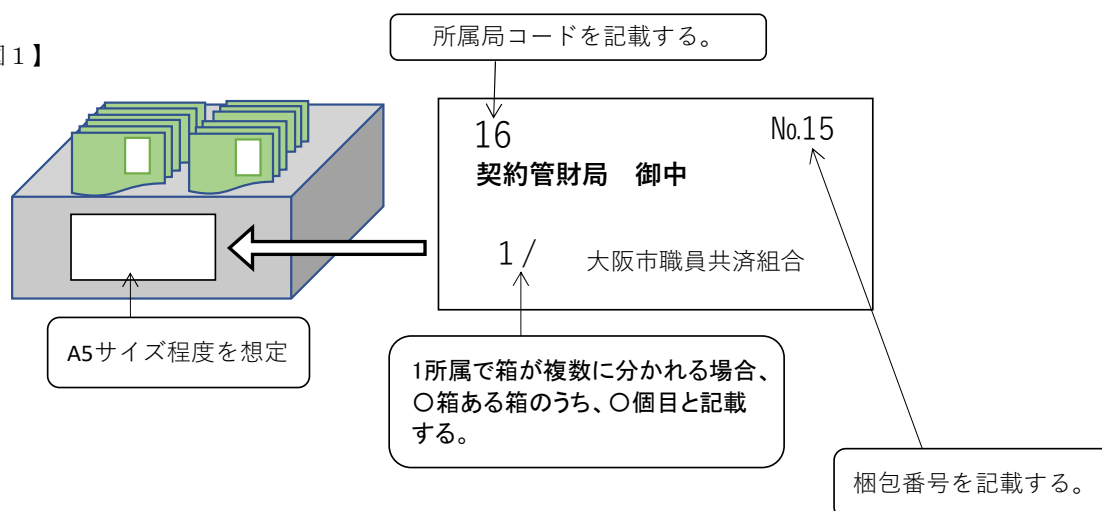 図1】
所属局コードを記載する。
16
No.15
契約管財局　御中
1/
大阪市職員共済組合
A5サイズ程度を想定
1所属で箱が複数に分かれる場合、
〇箱ある箱のうち、〇個目と記載
する。
梱包番号を記載する。